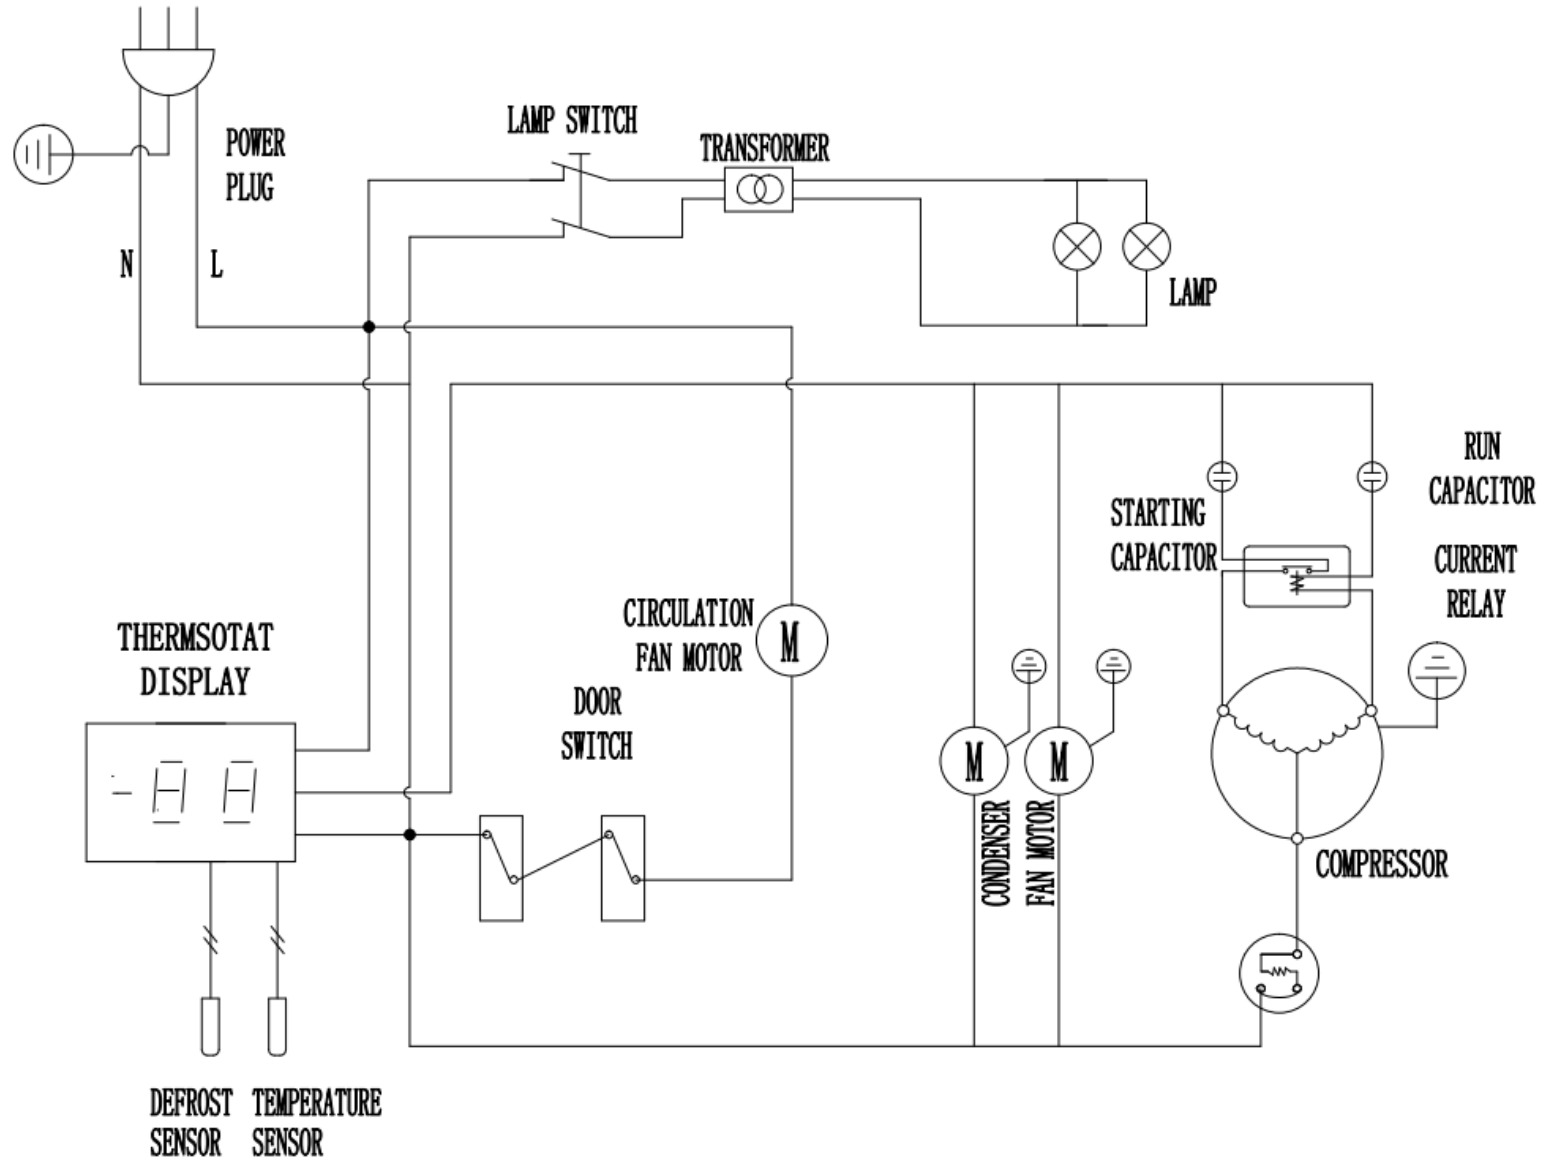 LAMP SWITCH
TRANSFORMER
POWER
PLUG
N
L
LAMP
RUN
CAPACITOR
STARTING
CAPACITOR
CURRENT
RELAY
CIRCULATION
FAN MOTOR
M
THERMSOTAT
DISPLAY
DOOR
SWITCH
M
M
-88
CONDENSER
FAN MOTOR
COMPRESSOR
DEFROST
SENSOR
TEMPERATURE
SENSOR